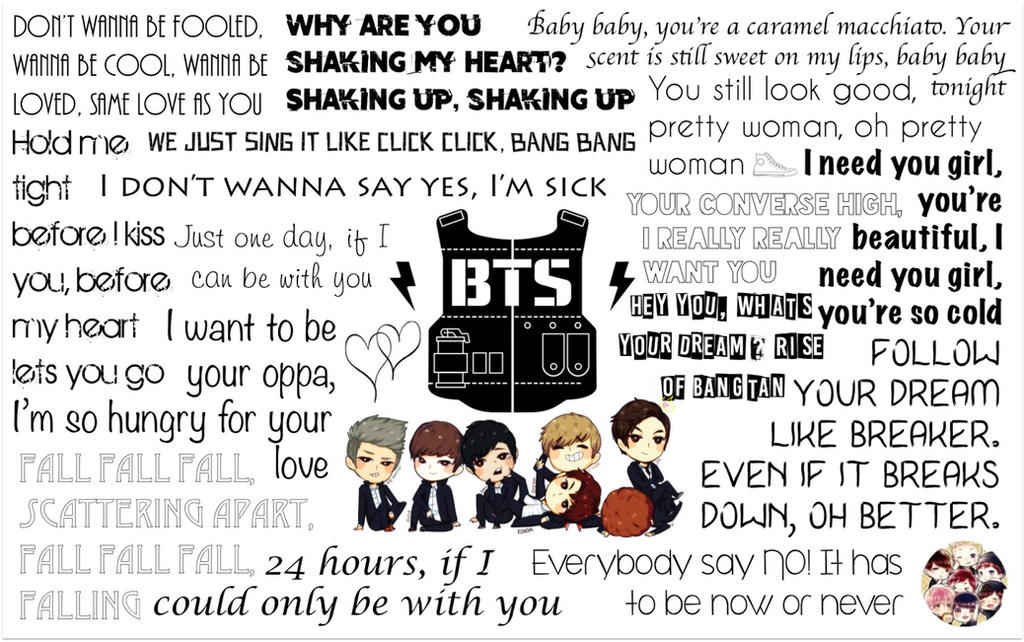 DON'T WANNA BE FOOLED,
WANNA BE COOL, WANNA BE
LOVED, SAME LOVE AS YOU
WHY ARE YOU
SHAKING MY HEART?
SHAKING UP, SHAKING UP
Baby baby, you're a caramel macchiato. Your
scent is still sweet on my lips, baby baby
tonight
You still look good,
pretty woman, oh pretty
woman
Hold me
tight
before I kiss
you, before
my heart
lets you go
WE JUST SING IT LIKE CLICK CLICK, BANG BANG
I DON'T WANNA SAY YES, I'M SICK
I need you girl,
you're
beautiful, I
need you girl,
you're so cold
YOUR CONVERSE HIGH,
I REALLY REALLY
WANT YOU
Just one day, if I
can be with you
BTS
HEY YOU, WHATS
YOUR DREAM? RISE
OF BANGTAN
I want to be
your oppa,
I'm so hungry for your
love
FOLLOW
YOUR DREAM
LIKE BREAKER.
EVEN IF IT BREAKS
DOWN, OH BETTER.
FALL FALL FALL,
SCATTERING APART,
FALL FALL FALL,
FALLING
24 hours, if I
could only be with you
Everybody say NO! It has
to be now or never